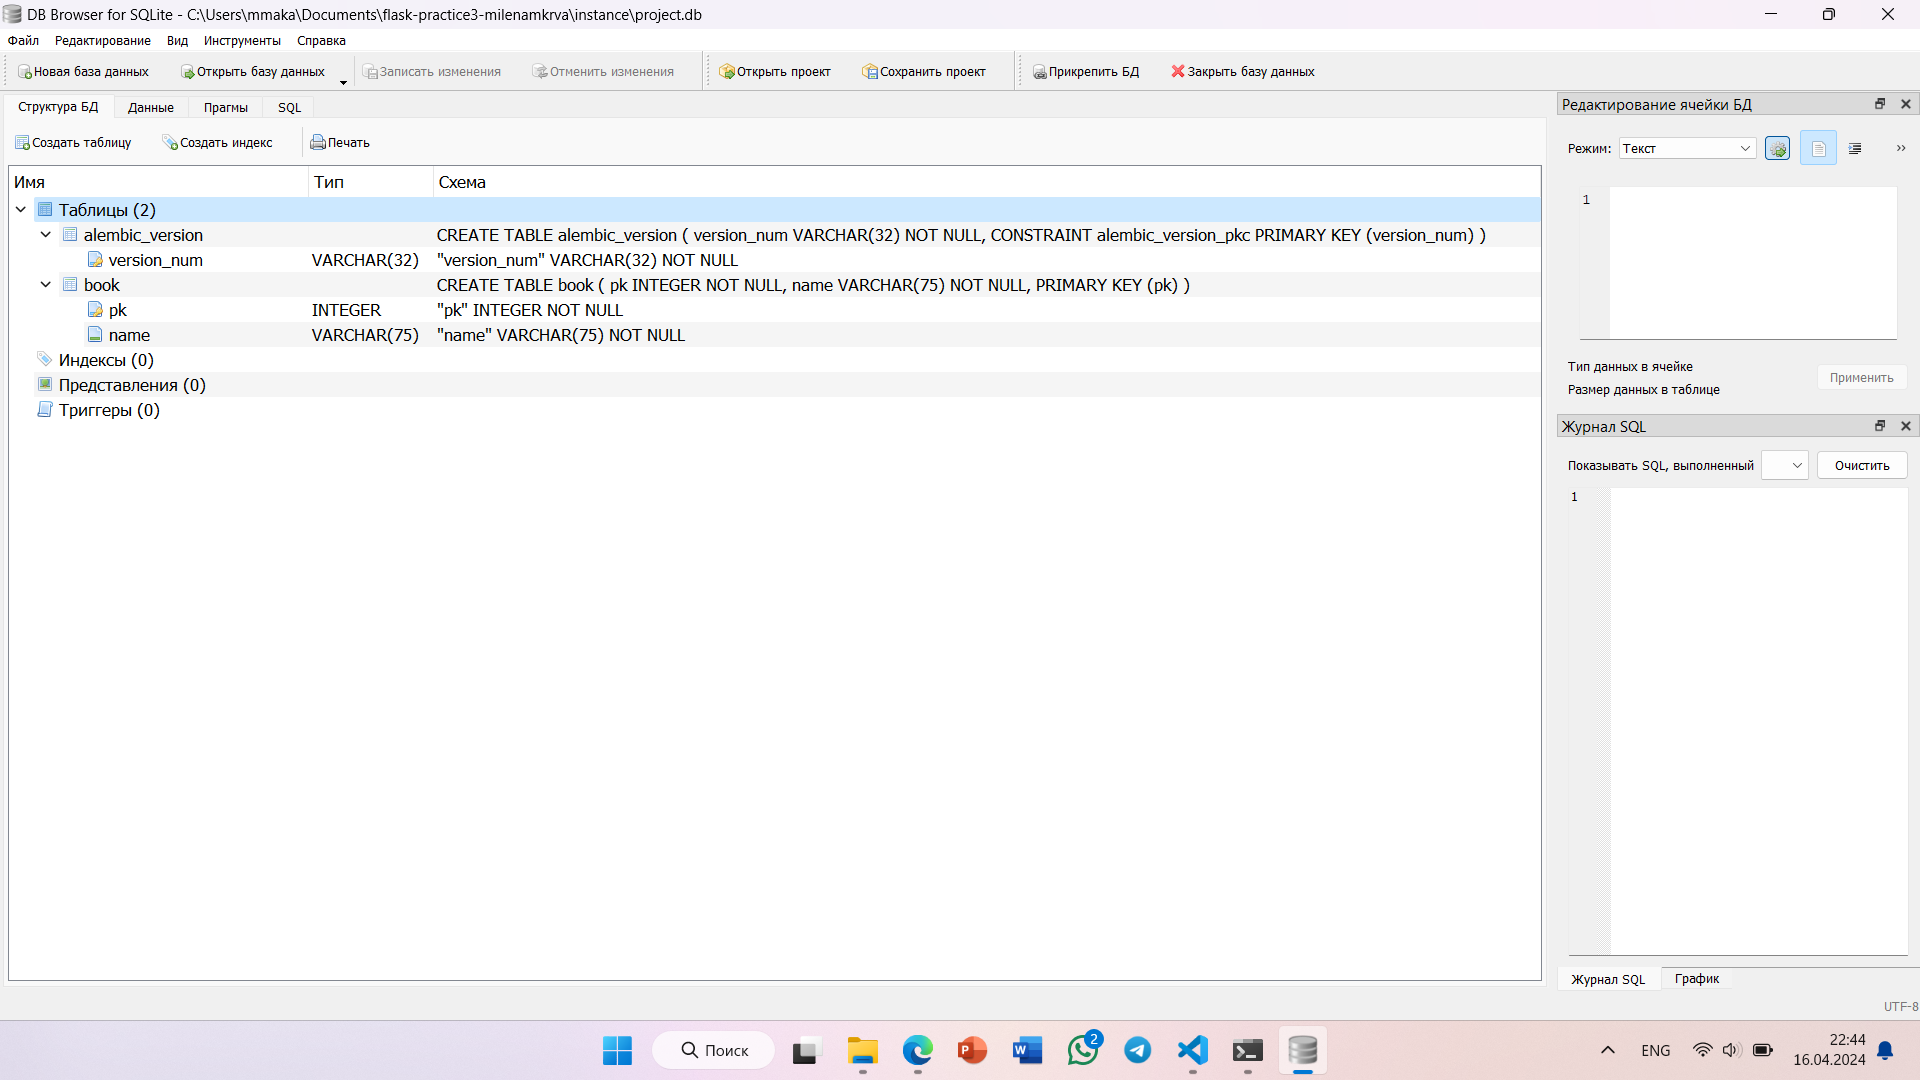 DB Browser for SQLite - C:\Users\mmaka\Documents\flask-practice3-milenamkrva\instance\project.db
Файл Редактирование Вид Инструменты Справка
Новая база данных Открыть базу данных Записать изменения Отменить изменения Открыть проект Сохранить проект Прикрепить БД Закрыть базу данных
Структура БД Данные Прагмы SQL
Создать таблицу Создать индекс Печать
Имя Тип Схема
Таблицы (2)
alembic_version CREATE TABLE alembic_version ( version_num VARCHAR(32) NOT NULL, CONSTRAINT alembic_version_pkc PRIMARY KEY (version_num) )
version_num VARCHAR(32) "version_num" VARCHAR(32) NOT NULL
book CREATE TABLE book ( pk INTEGER NOT NULL, name VARCHAR(75) NOT NULL, PRIMARY KEY (pk) )
pk INTEGER "pk" INTEGER NOT NULL
name VARCHAR(75) "name" VARCHAR(75) NOT NULL
Индексы (0)
Представления (0)
Триггеры (0)
Редактирование ячейки БД
Режим: Текст
1
Тип данных в ячейке
Размер данных в таблице
Применить
Журнал SQL
Показывать SQL, выполненный Очистить
1
Журнал SQL График
UTF-8
Поиск
2
ENG
22:44
16.04.2024